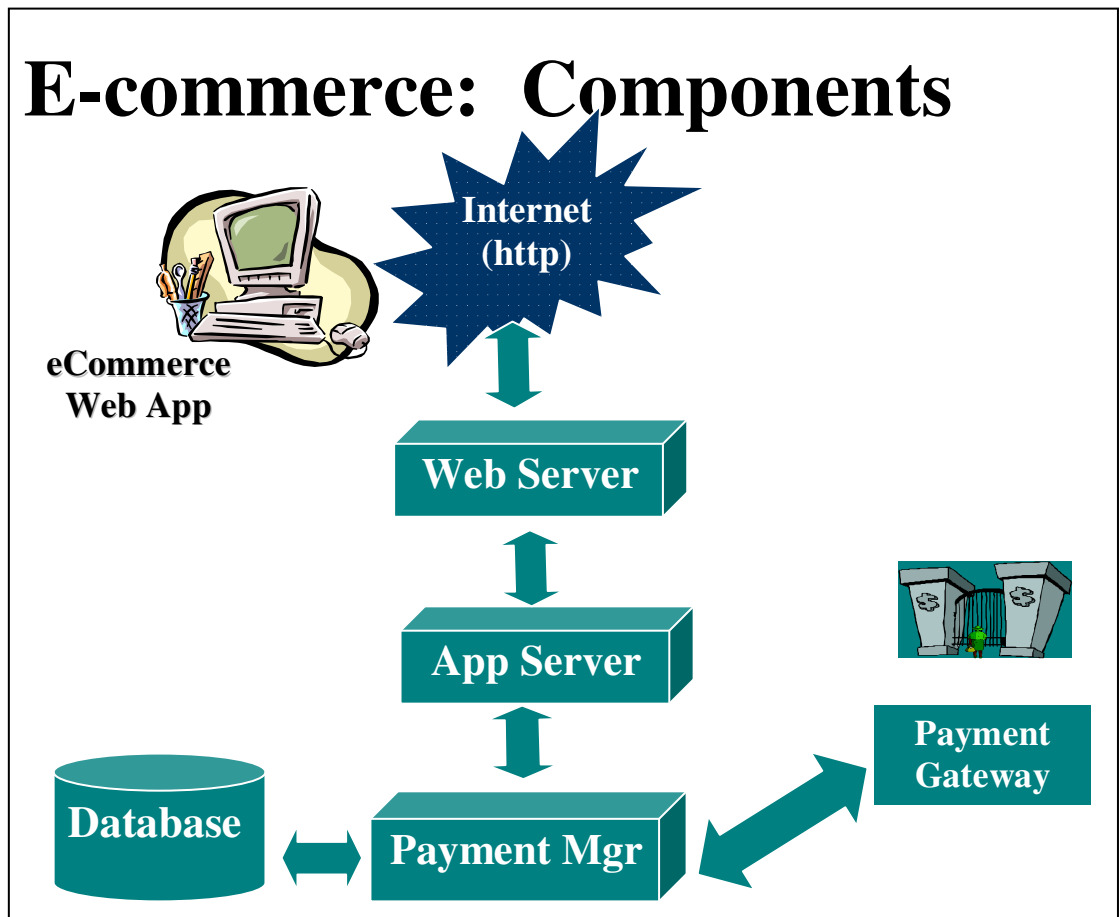 E-commerce: Components
Internet
(http)
eCommerce
Web App
Web Server
App Server
$
$
Payment
Gateway
Database
Payment Mgr